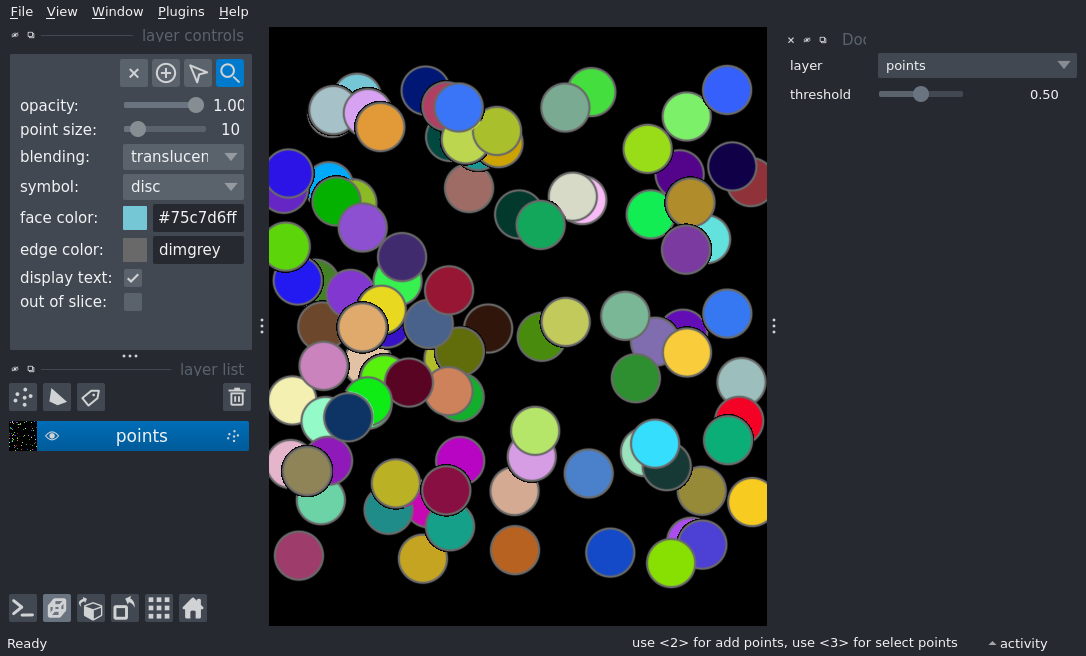 File View Window Plugins Help
layer controls
opacity: 1.00
point size: 10
blending: translucen
symbol: disc
face color: #75c7d6ff
edge color: dimgrey
display text:
out of slice:
layer list
points
Doc
layer points
threshold 0.50
Ready
use <2> for add points, use <3> for select points
activity